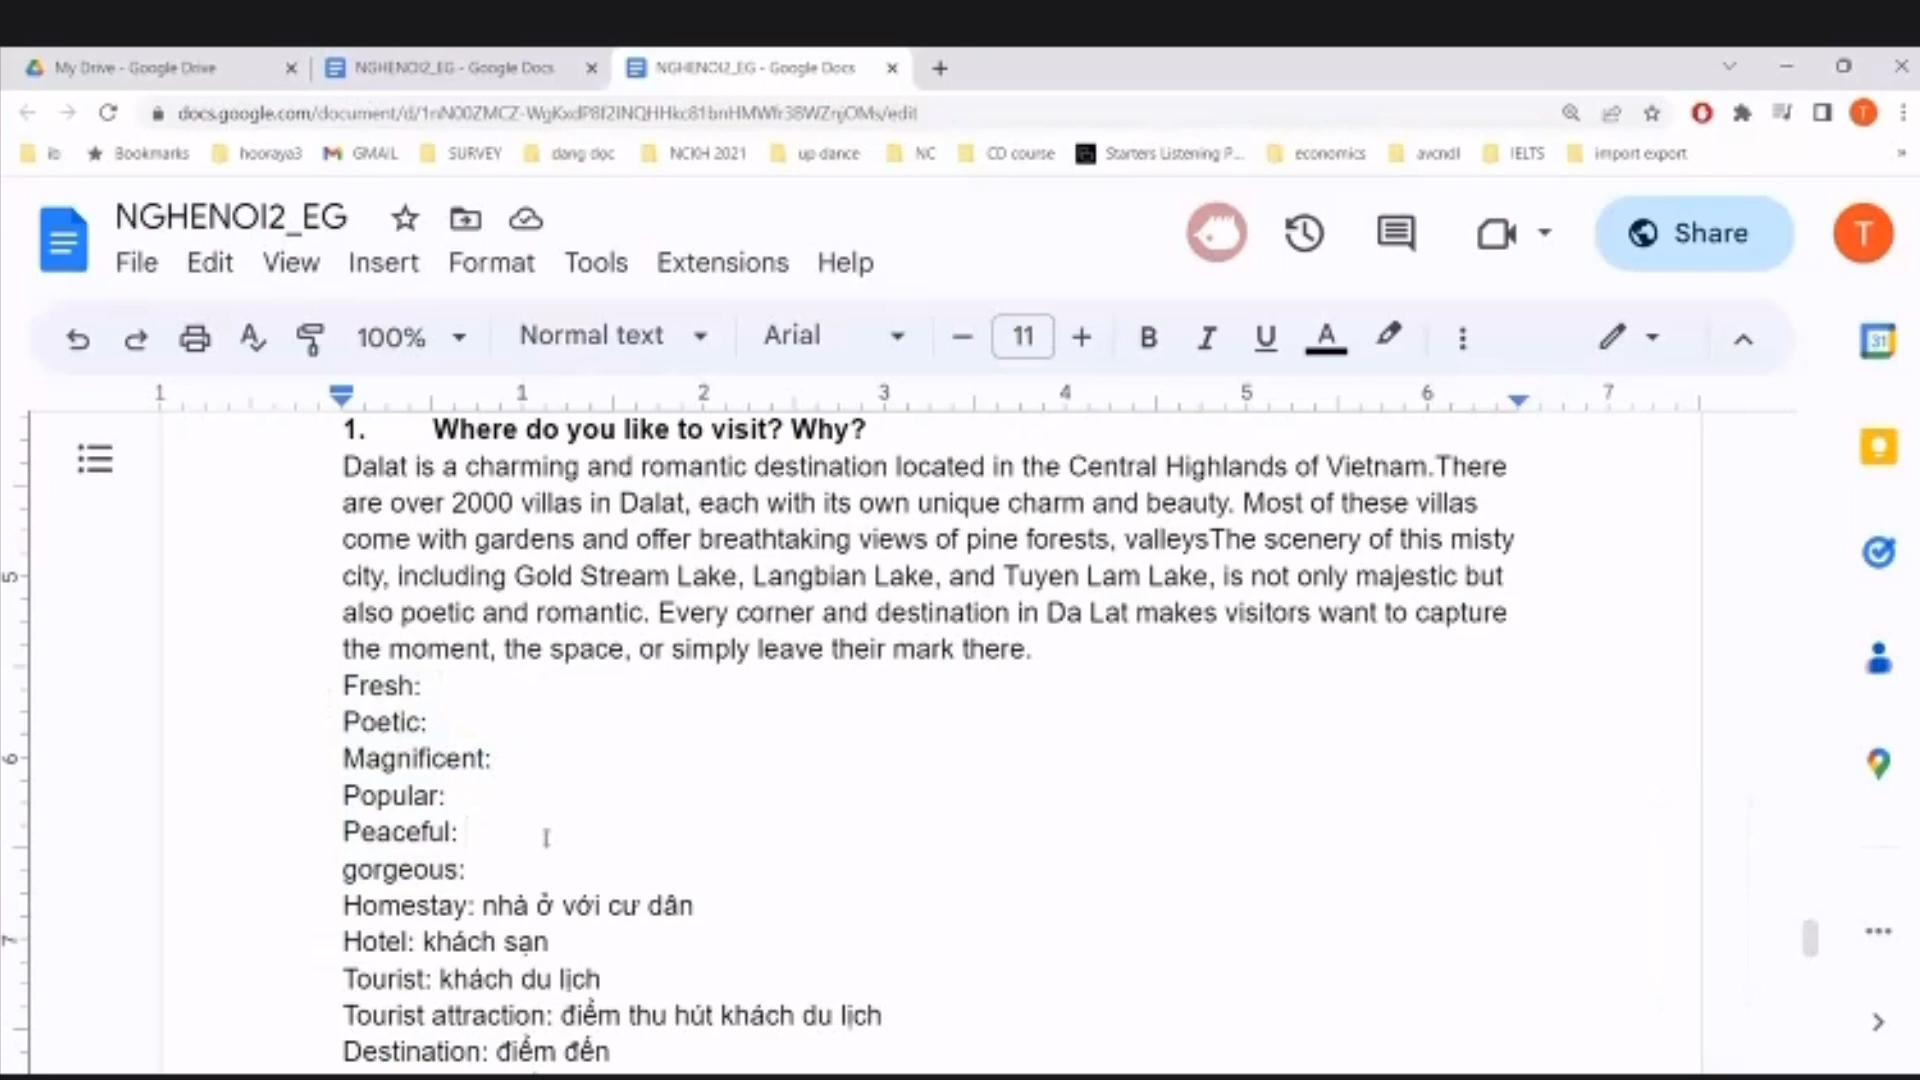 My Drive - Google Drive
NGHENOI2_EG - Google Docs
NGHENOI2_EG - Google Docs
Bookmarks
hooraya3
GMAIL
SURVEY
dang doc
NCKH 2021
up dance
NC
CD course
Starters Listening P...
economics
avcndl
IELTS
import export
NGHENOI2_EG
Share
T
File Edit View Insert Format Tools Extensions Help
100%
Normal text
Arial
11
B I U A
31
1 1 2 3 4 5 6 7
1. Where do you like to visit? Why?
Dalat is a charming and romantic destination located in the Central Highlands of Vietnam.There
are over 2000 villas in Dalat, each with its own unique charm and beauty. Most of these villas
come with gardens and offer breathtaking views of pine forests, valleysThe scenery of this misty
city, including Gold Stream Lake, Langbian Lake, and Tuyen Lam Lake, is not only majestic but
also poetic and romantic. Every corner and destination in Da Lat makes visitors want to capture
the moment, the space, or simply leave their mark there.
Fresh:
Poetic:
Magnificent:
Popular:
Peaceful:
gorgeous:
Homestay: nhà ở với cư dân
Hotel: khách sạn
Tourist: khách du lịch
Tourist attraction: điểm thu hút khách du lịch
Destination: điểm đến
5
6
7